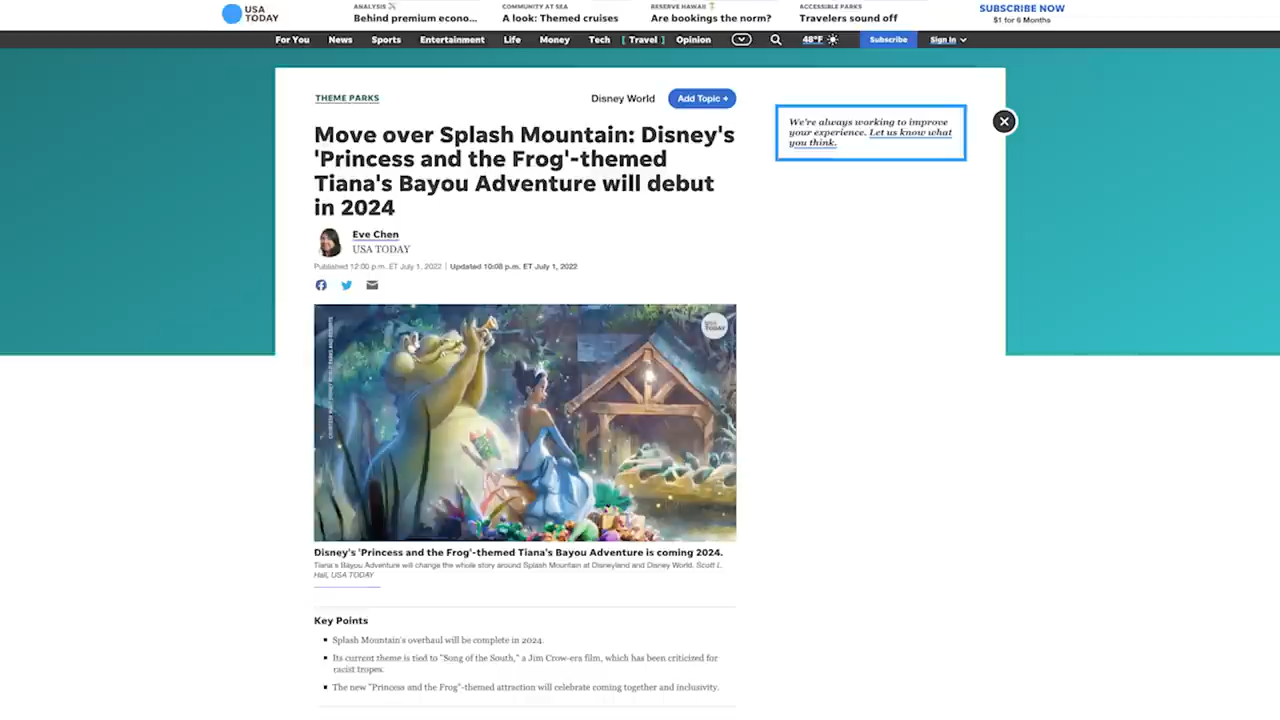 USA
TODAY
ANALYSIS
Behind premium econo...
COMMUNITY AT SEA
A look: Themed cruises
RESERVE HAWAII
Are bookings the norm?
ACCESSIBLE PARKS
Travelers sound off
SUBSCRIBE NOW
$1 for 6 Months
For You News Sports Entertainment Life Money Tech [ Travel ] Opinion 48°F Subscribe Sign In
THEME PARKS
Disney World Add Topic +
We're always working to improve
your experience. Let us know what
you think.
Move over Splash Mountain: Disney's
'Princess and the Frog'-themed
Tiana's Bayou Adventure will debut
in 2024
Eve Chen
USA TODAY
Published 12:00 p.m. ET July 1, 2022 | Updated 10:08 p.m. ET July 1, 2022
USA
TODAY
Disney's 'Princess and the Frog'-themed Tiana's Bayou Adventure is coming 2024.
Tiana's Bayou Adventure will change the whole story around Splash Mountain at Disneyland and Disney World. Scott L.
Hall, USA TODAY
Key Points
Splash Mountain's overhaul will be complete in 2024.
Its current theme is tied to "Song of the South," a Jim Crow-era film, which has been criticized for
racist tropes.
The new "Princess and the Frog"-themed attraction will celebrate coming together and inclusivity.